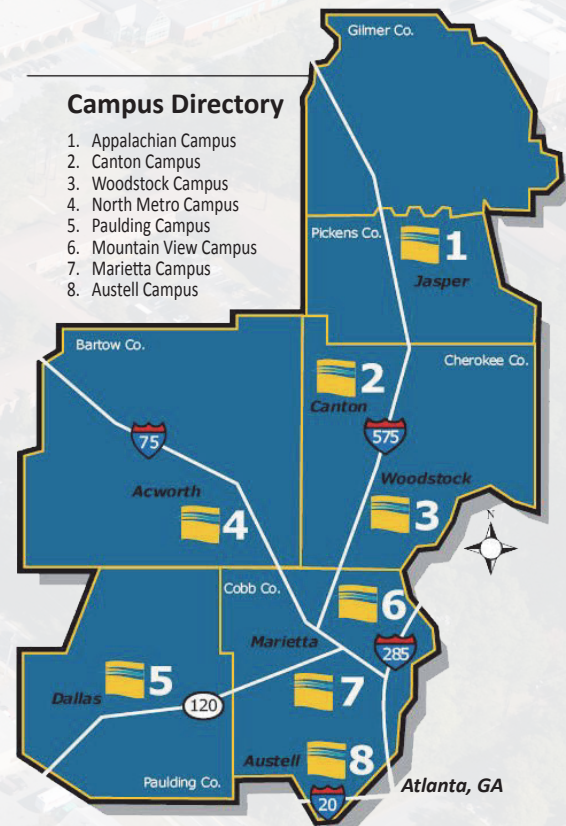 Gilmer Co.
Campus Directory
1. Appalachian Campus
2. Canton Campus
3. Woodstock Campus
4. North Metro Campus
5. Paulding Campus
6. Mountain View Campus
7. Marietta Campus
8. Austell Campus
Pickens Co.
1
Jasper
Bartow Co.
Cherokee Co.
2
Canton
75
575
Acworth
Woodstock
4
3
N
Cobb Co.
6
Marietta
285
5
Dallas
120
7
Austell
8
Paulding Co.
20
Atlanta, GA